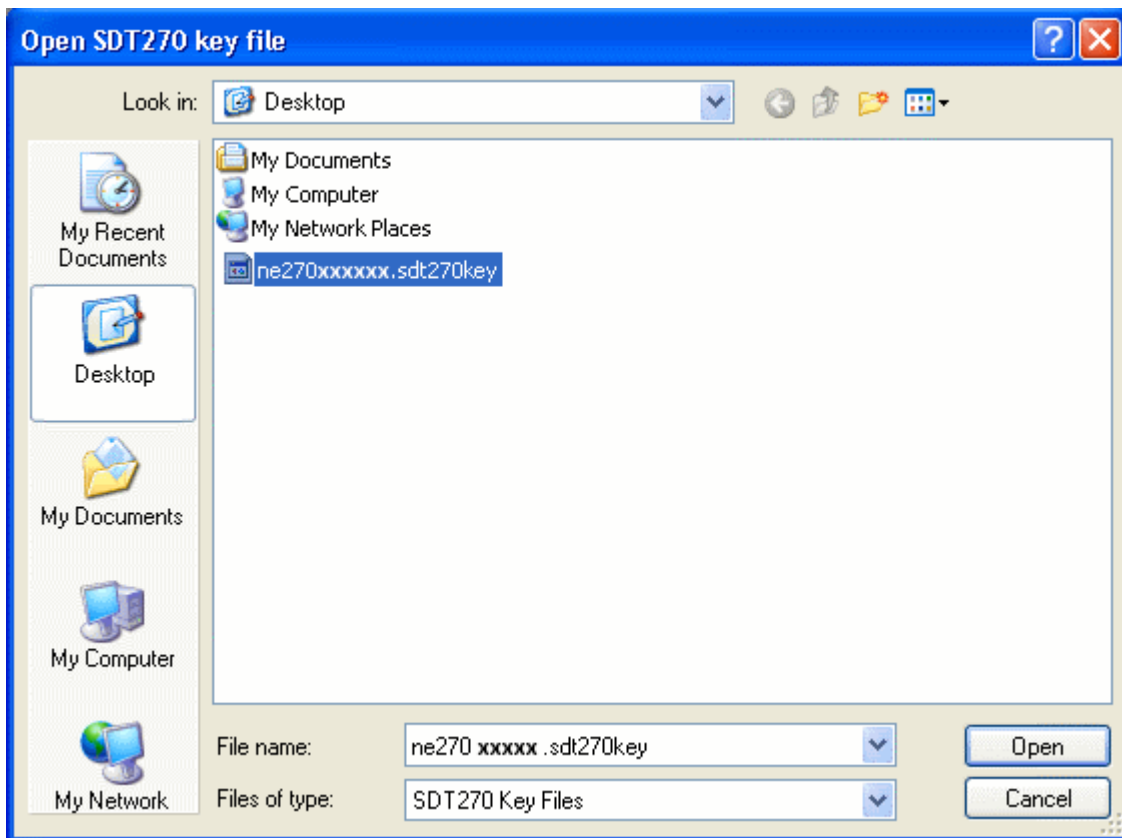 Open SDT270 key file
Look in:
Desktop
My Recent
Documents
Desktop
My Documents
My Computer
My Network
My Documents
My Computer
My Network Places
ne270xxxxxx.sdt270key
File name:
ne270 xxxxx .sdt270key
Open
Files of type:
SDT270 Key Files
Cancel